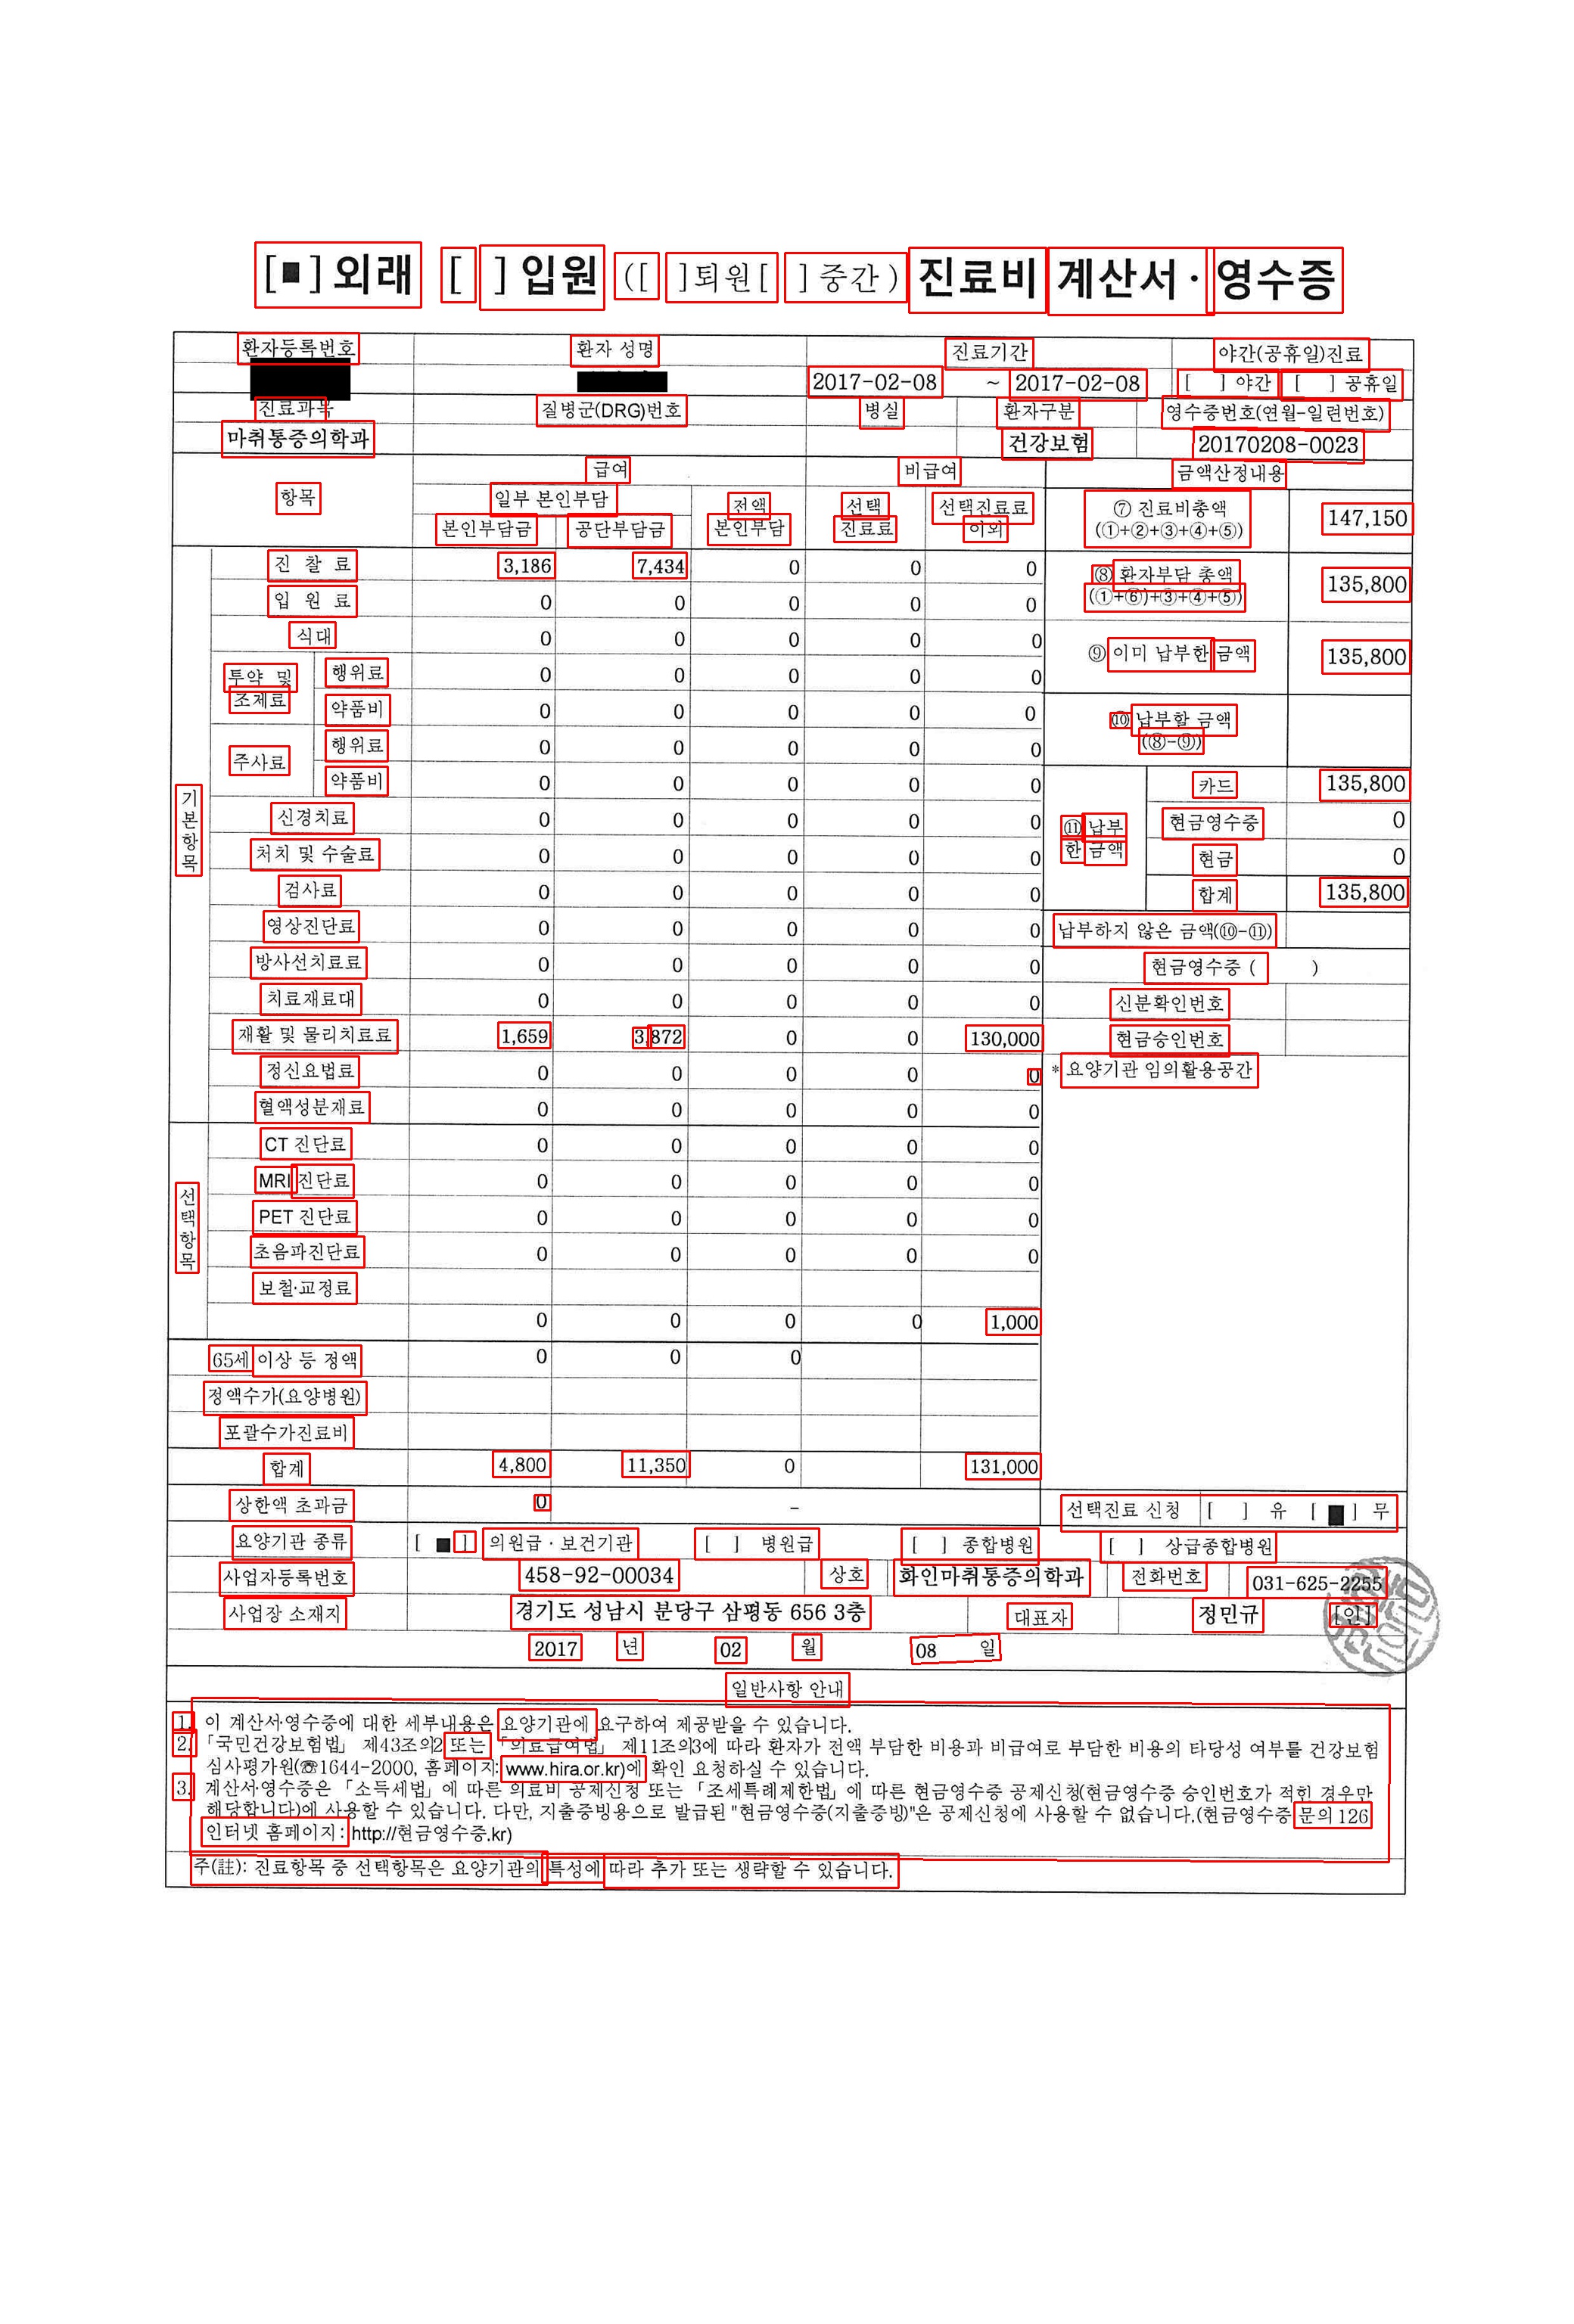 [■] 외래 [ ] 입원 ([ ]퇴원[ ]중간) 진료비 계산서 · 영수증
환자등록번호 환자 성명 진료기간 야간(공휴일)진료
2017-02-08 ~ 2017-02-08 [ ] 야간 [ ] 공휴일
진료과목 질병군(DRG)번호 병실 환자구분 영수증번호(연월-일련번호)
마취통증의학과 건강보험 20170208-0023
급여 비급여 금액산정내용
항목 일부 본인부담 전액 선택 선택진료료 ⑦ 진료비총액 147,150
본인부담금 공단부담금 본인부담 진료료 이외 (①+②+③+④+⑤)
진 찰 료 3,186 7,434 0 0 0 ⑧ 환자부담 총액 135,800
입 원 료 0 0 0 0 0 (①+⑥)+③+④+⑤)
식대 0 0 0 0 0
투약 및 행위료 0 0 0 0 0 ⑨ 이미 납부한 금액 135,800
조제료 약품비 0 0 0 0 0 ⑩ 납부할 금액
주사료 행위료 0 0 0 0 0 (⑧-⑨)
약품비 0 0 0 0 0 카드 135,800
기본항목 신경치료 0 0 0 0 0 ⑪ 납부 현금영수증 0
처치 및 수술료 0 0 0 0 0 한 금액 현금 0
검사료 0 0 0 0 0 합계 135,800
영상진단료 0 0 0 0 0 납부하지 않은 금액(⑩-⑪)
방사선치료료 0 0 0 0 0 현금영수증 ( )
치료재료대 0 0 0 0 0 신분확인번호
재활 및 물리치료료 1,659 3,872 0 0 130,000 현금승인번호
정신요법료 0 0 0 0 0 * 요양기관 임의활용공간
혈액성분재료 0 0 0 0 0
CT 진단료 0 0 0 0 0
MRI 진단료 0 0 0 0 0
선택항목 PET 진단료 0 0 0 0 0
초음파진단료 0 0 0 0 0
보철·교정료
0 0 0 0 1,000
65세 이상 등 정액 0 0 0
정액수가(요양병원)
포괄수가진료비
합계 4,800 11,350 0 131,000
상한액 초과금 0 - 선택진료 신청 [ ] 유 [■] 무
요양기관 종류 [■] 의원급 · 보건기관 [ ] 병원급 [ ] 종합병원 [ ] 상급종합병원
사업자등록번호 458-92-00034 상호 화인마취통증의학과 전화번호 031-625-2255
사업장 소재지 경기도 성남시 분당구 삼평동 656 3층 대표자 정민규 [인]
2017 년 02 월 08 일
일반사항 안내
1. 이 계산서·영수증에 대한 세부내용은 요양기관에 요구하여 제공받을 수 있습니다.
2. 「국민건강보험법」 제43조의2 또는 「의료급여법」 제11조의3에 따라 환자가 전액 부담한 비용과 비급여로 부담한 비용의 타당성 여부를 건강보험
심사평가원(☏1644-2000, 홈페이지: www.hira.or.kr)에 확인 요청하실 수 있습니다.
3. 계산서·영수증은 「소득세법」에 따른 의료비 공제신청 또는 「조세특례제한법」에 따른 현금영수증 공제신청(현금영수증 승인번호가 적힌 경우만
해당합니다)에 사용할 수 있습니다. 다만, 지출증빙용으로 발급된 "현금영수증(지출증빙)"은 공제신청에 사용할 수 없습니다.(현금영수증 문의 126
인터넷 홈페이지: http://현금영수증.kr)
주(註): 진료항목 중 선택항목은 요양기관의 특성에 따라 추가 또는 생략할 수 있습니다.